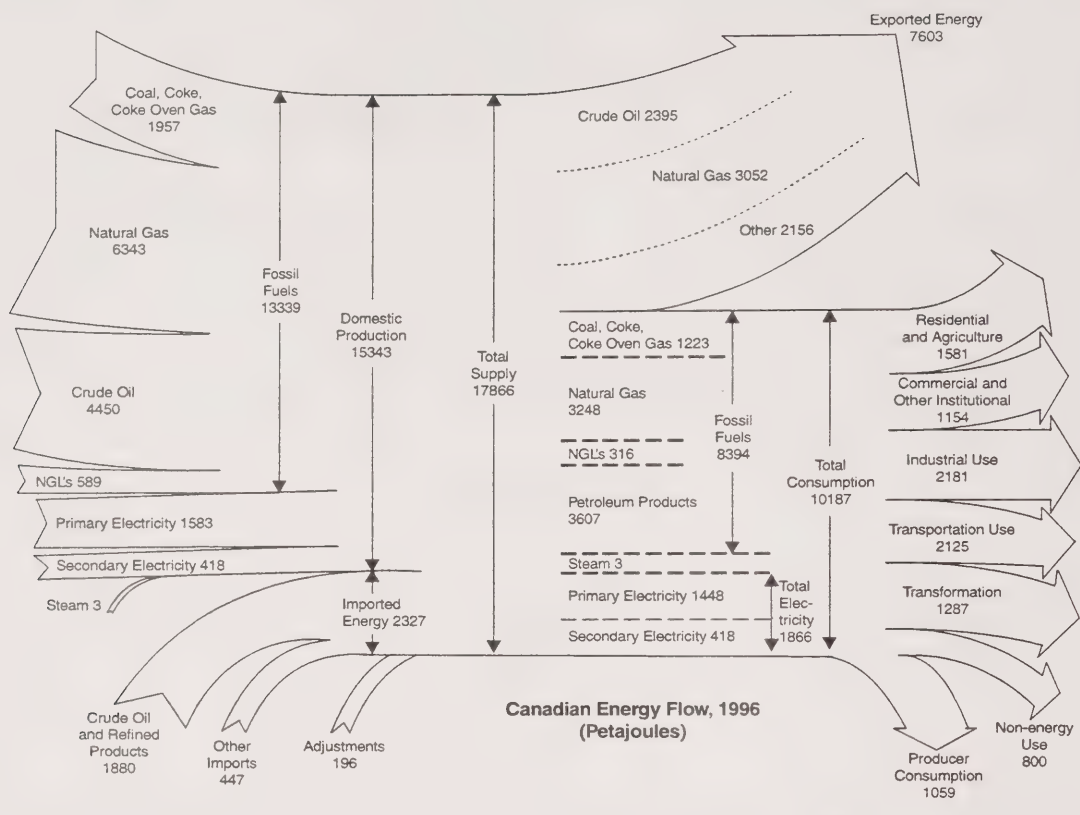 Exported Energy
7603
Coal, Coke,
Coke Oven Gas
1957
Natural Gas
6343
Crude Oil
4450
NGL's 589
Primary Electricity 1583
Secondary Electricity 418
Steam 3
Crude Oil
and Refined
Products
1880
Other
Imports
447
Adjustments
196
Fossil
Fuels
13339
Domestic
Production
15343
Imported
Energy 2327
Total
Supply
17866
Crude Oil 2395
Natural Gas 3052
Other 2156
Coal, Coke,
Coke Oven Gas 1223
Natural Gas
3248
NGL's 316
Petroleum Products
3607
Steam 3
Primary Electricity 1448
Secondary Electricity 418
Fossil
Fuels
8394
Total
Elec-
tricity
1866
Total
Consumption
10187
Residential
and Agriculture
1581
Commercial and
Other Institutional
1154
Industrial Use
2181
Transportation Use
2125
Transformation
1287
Non-energy
Use
800
Producer
Consumption
1059
Canadian Energy Flow, 1996
(Petajoules)